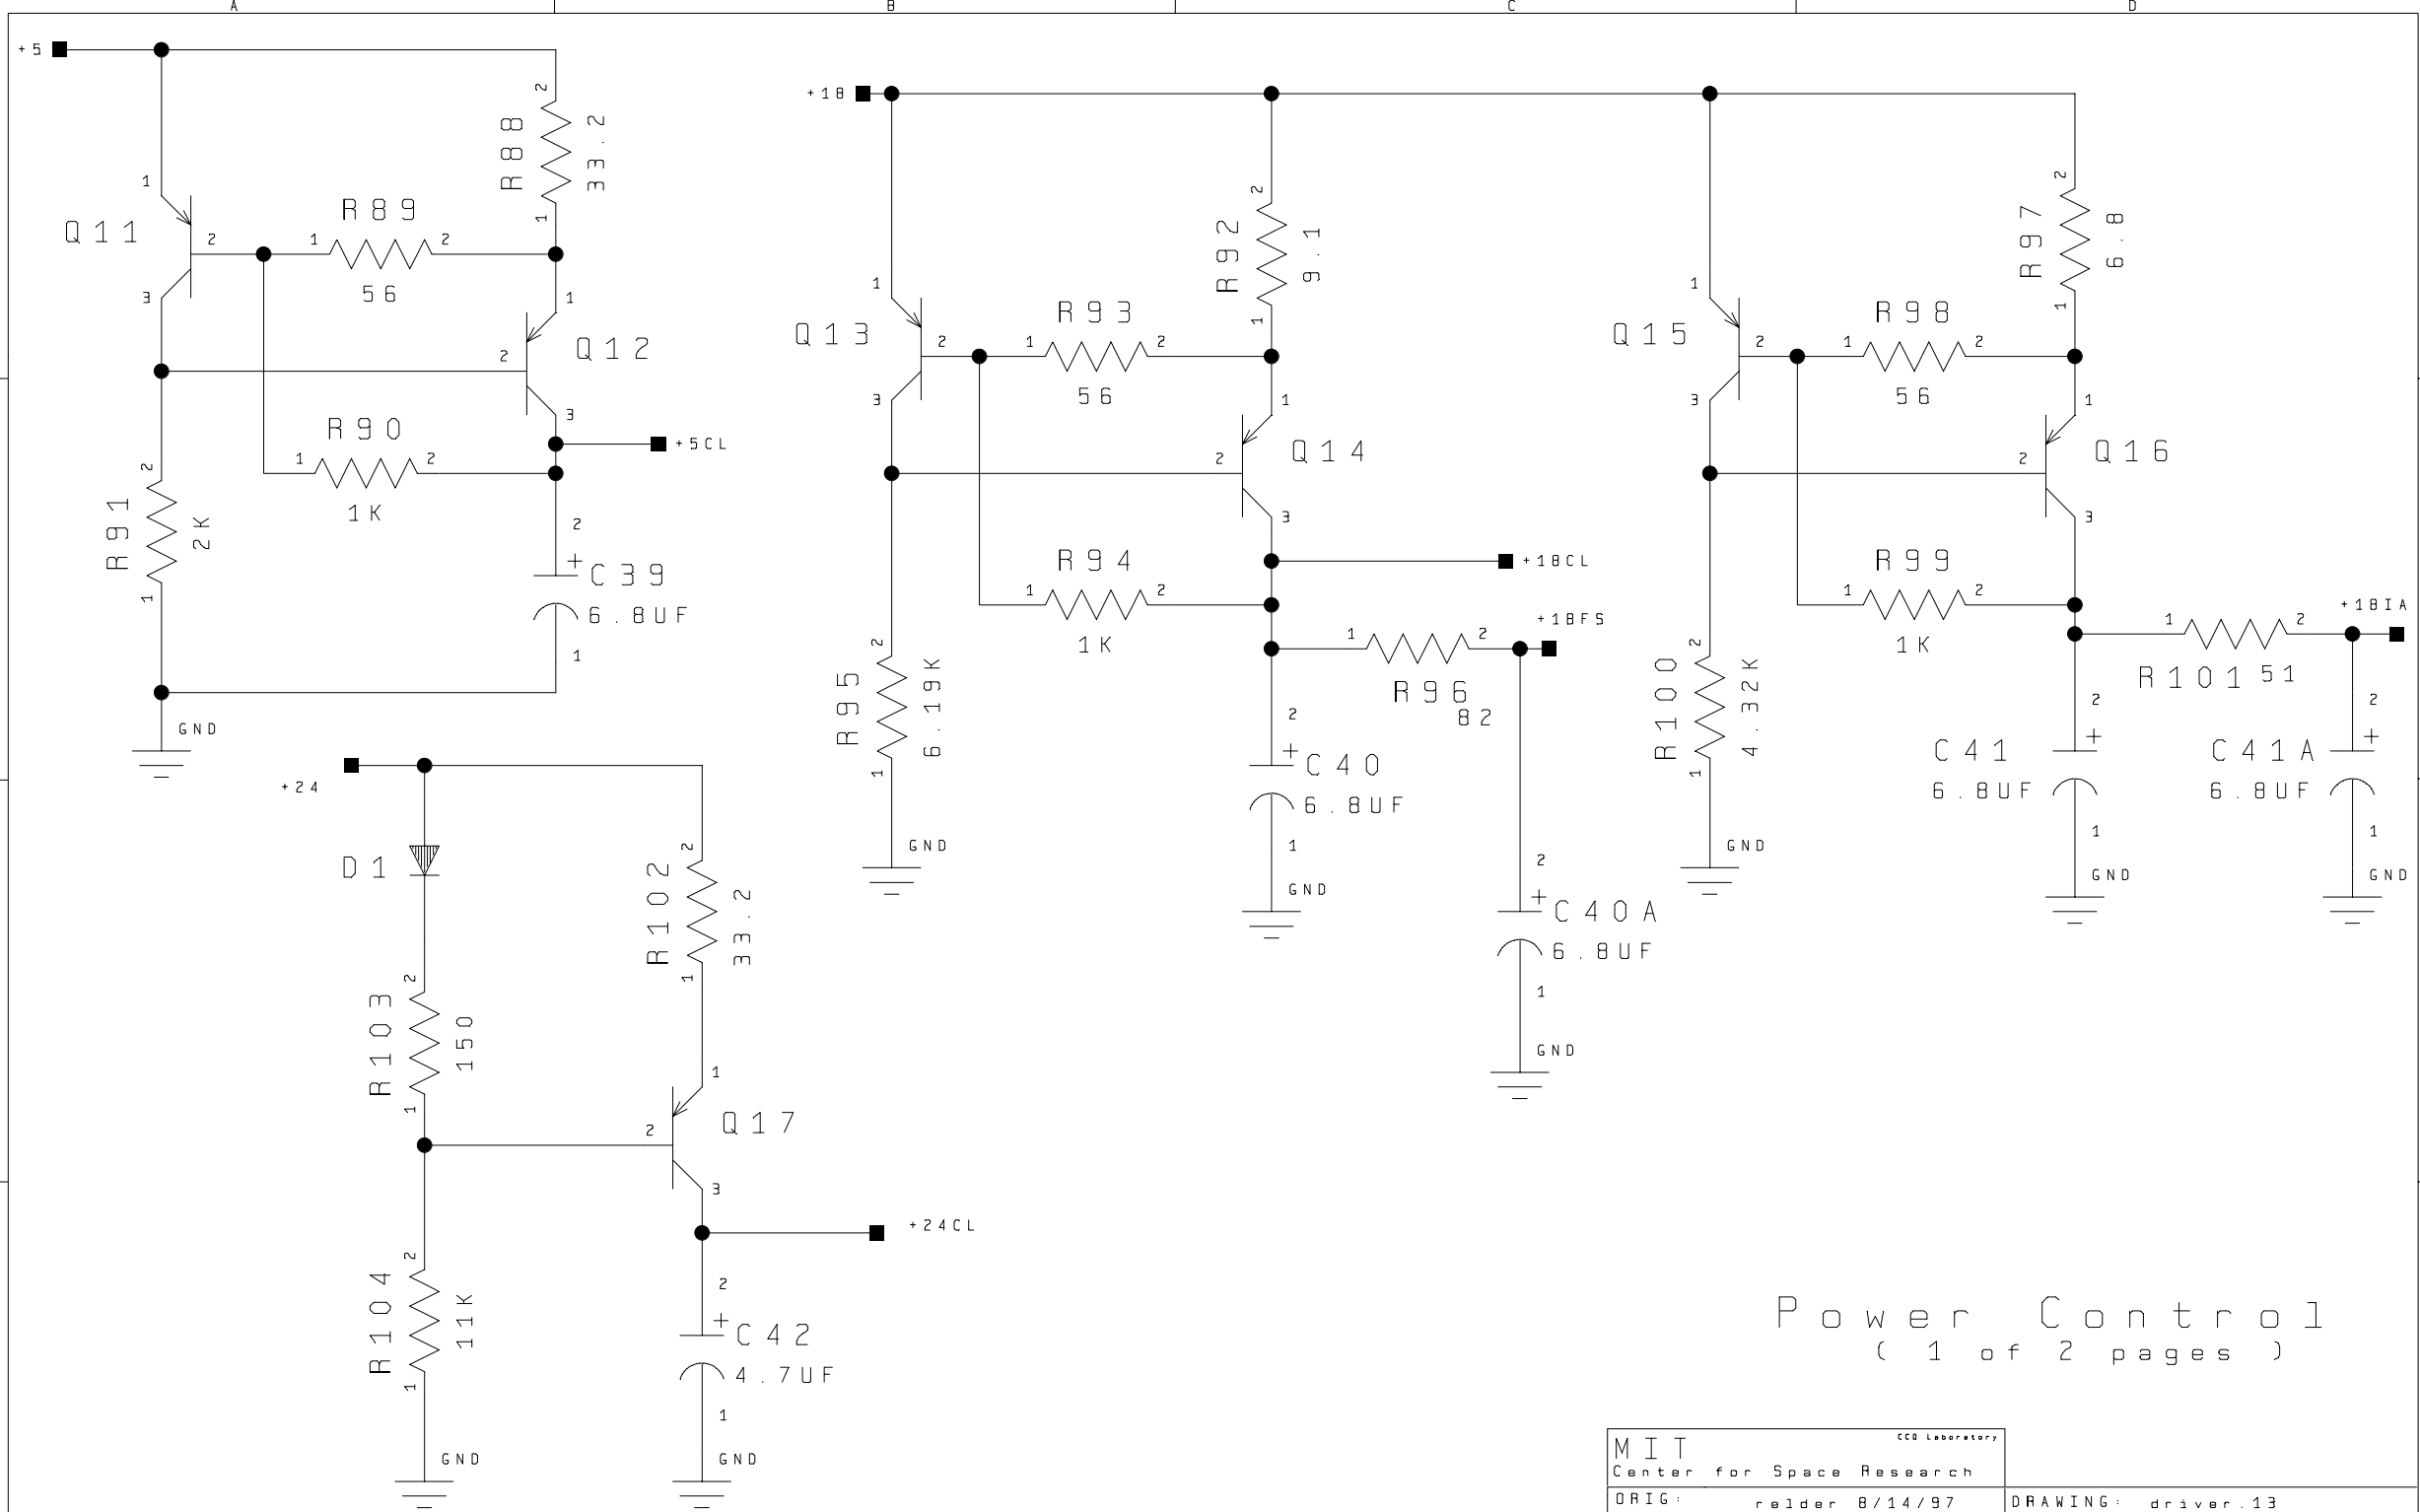 A B C D
+5
R88
33.2
2
1
1
Q11
2
3
R89
1 2
56
1
Q12
2
3
+5CL
R90
1 2
1K
R91
2K
2
1
2
+
C39
6.8UF
1
GND
+18
R92
9.1
2
1
1
Q13
2
3
R93
1 2
56
1
Q14
2
3
+18CL
R94
1 2
1K
+18FS
1 2
R96
82
R95
6.19K
2
1
GND
2
+
C40
6.8UF
1
GND
2
+
C40A
6.8UF
1
GND
R97
6.8
2
1
1
Q15
2
3
R98
1 2
56
1
Q16
2
3
R99
1 2
1K
+18IA
1 2
R101 51
R100
4.32K
2
1
GND
2
+
C41
6.8UF
1
GND
2
+
C41A
6.8UF
1
GND
+24
D1
R102
33.2
2
1
R103
150
2
1
1
Q17
2
3
+24CL
R104
11K
2
1
GND
2
+
C42
4.7UF
1
GND
Power Control
( 1 of 2 pages )
MIT
CCD Laboratory
Center for Space Research
ORIG: relder 8/14/97
DRAWING: driver.13